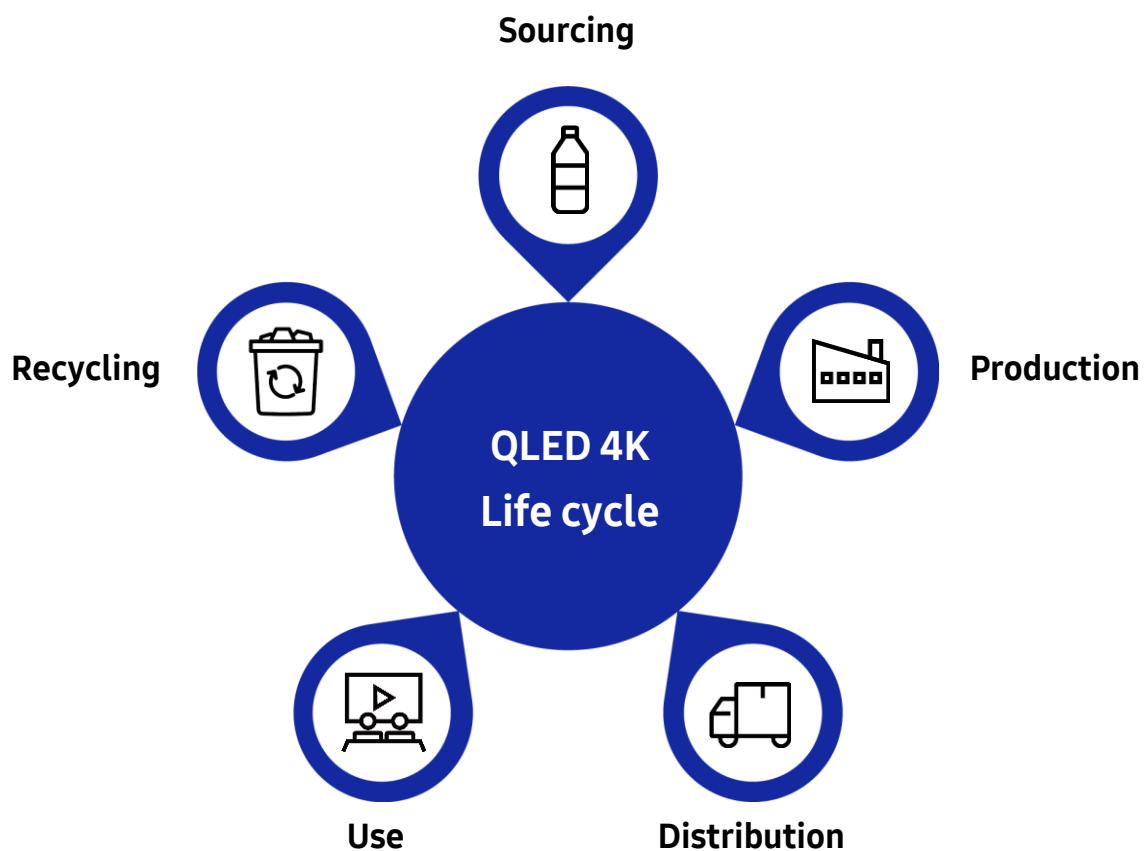 Sourcing
Recycling
Production
QLED 4K
Life cycle
Use
Distribution